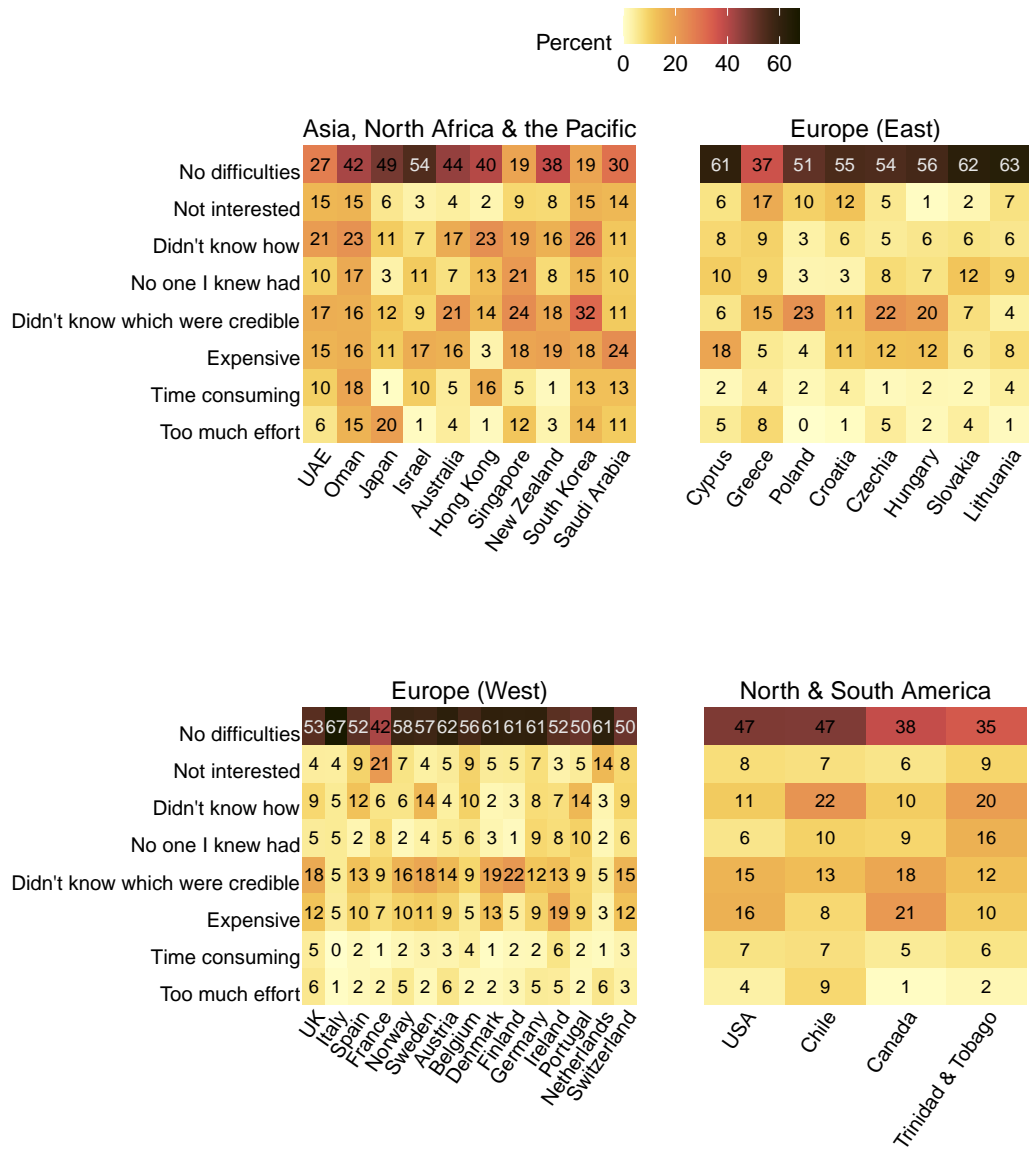 Percent
0 20 40 60
Asia, North Africa & the Pacific
No difficulties 27 42 49 54 44 40 19 38 19 30
Not interested 15 15 6 3 4 2 9 8 15 14
Didn't know how 21 23 11 7 17 23 19 16 26 11
No one I knew had 10 17 3 11 7 13 21 8 15 10
Didn't know which were credible 17 16 12 9 21 14 24 18 32 11
Expensive 15 16 11 17 16 3 18 19 18 24
Time consuming 10 18 1 10 5 16 5 1 13 13
Too much effort 6 15 20 1 4 1 12 3 14 11
UAE Oman Japan Israel Australia Hong Kong Singapore New Zealand South Korea Saudi Arabia
Europe (East)
61 37 51 55 54 56 62 63
6 17 10 12 5 1 2 7
8 9 3 6 5 6 6 6
10 9 3 3 8 7 12 9
6 15 23 11 22 20 7 4
18 5 4 11 12 12 6 8
2 4 2 4 1 2 2 4
5 8 0 1 5 2 4 1
Cyprus Greece Poland Croatia Czechia Hungary Slovakia Lithuania
Europe (West)
No difficulties 53 67 52 42 58 57 62 56 61 61 61 52 50 61 50
Not interested 4 4 9 21 7 4 5 9 5 5 7 3 5 14 8
Didn't know how 9 5 12 6 6 14 4 10 2 3 8 7 14 3 9
No one I knew had 5 5 2 8 2 4 5 6 3 1 9 8 10 2 6
Didn't know which were credible 18 5 13 9 16 18 14 9 19 22 12 13 9 5 15
Expensive 12 5 10 7 10 11 9 5 13 5 9 19 9 3 12
Time consuming 5 0 2 1 2 3 3 4 1 2 2 6 2 1 3
Too much effort 6 1 2 2 5 2 6 2 2 3 5 5 2 6 3
UK Italy Spain France Norway Sweden Austria Belgium Denmark Finland Germany Ireland Portugal Netherlands Switzerland
North & South America
47 47 38 35
8 7 6 9
11 22 10 20
6 10 9 16
15 13 18 12
16 8 21 10
7 7 5 6
4 9 1 2
USA Chile Canada Trinidad & Tobago